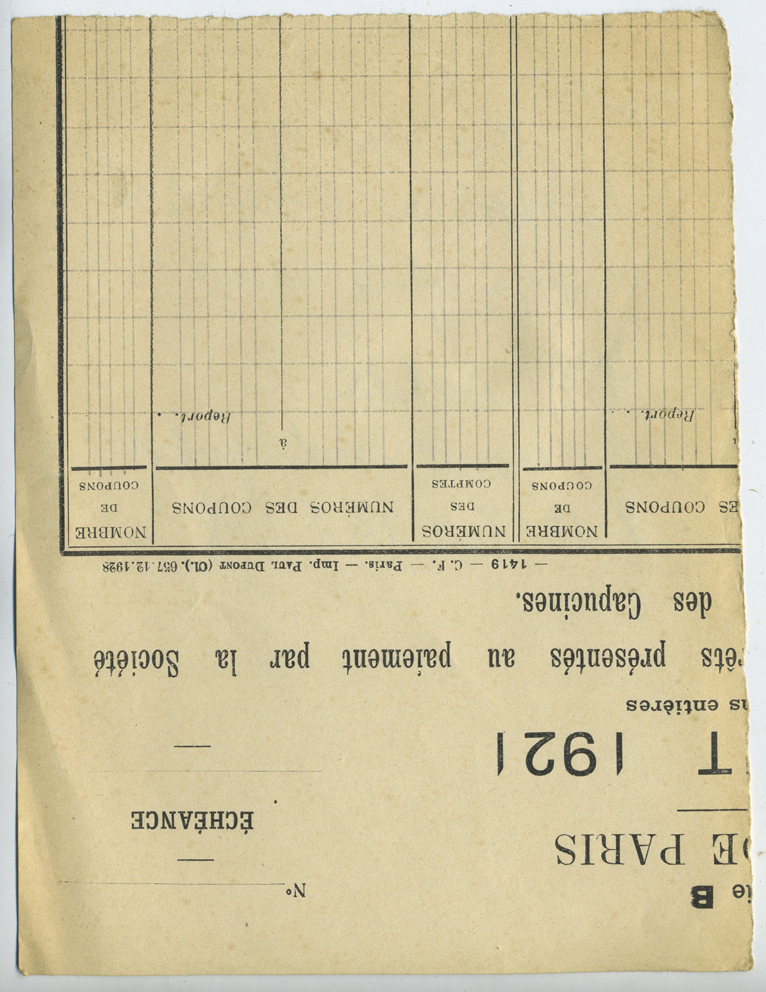 ie B
N°
DE PARIS
ÉCHÉANCE
T 1921
ns entières
rêts présentés au paiement par la Société
des Capucines.
— 1419 — C. F. — Paris. — Imp. PAUL DUPONT (Cl.). 657.12.1928
ES COUPONS
NOMBRE
DE
COUPONS
NUMÉROS
DES
COMPTES
NUMÉROS DES COUPONS
NOMBRE
DE
COUPONS
à
Report. . .
Report. .